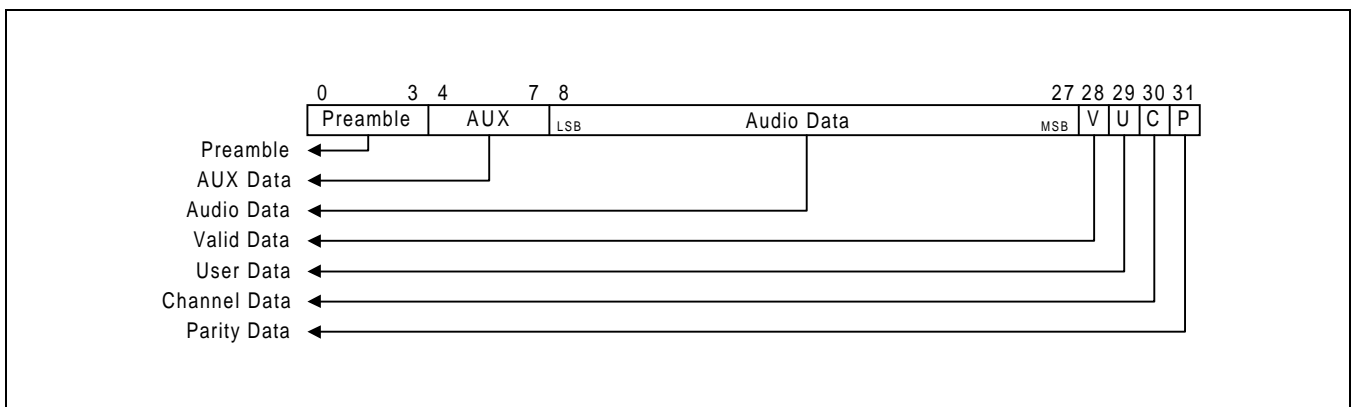 0 3 4 7 8 27 28 29 30 31
Preamble AUX LSB Audio Data MSB V U C P
Preamble
AUX Data
Audio Data
Valid Data
User Data
Channel Data
Parity Data